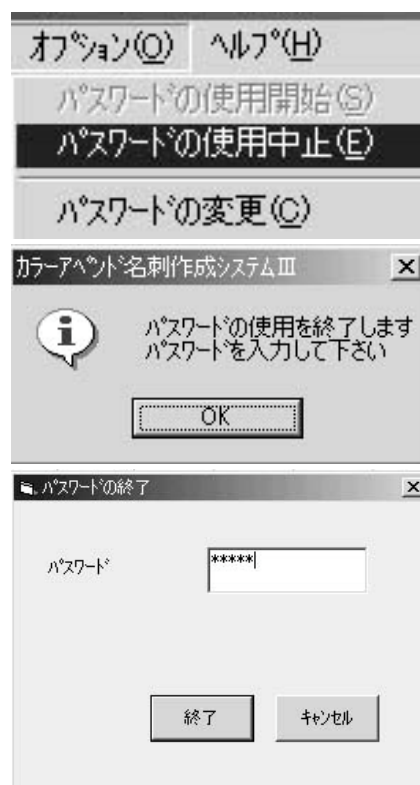 ｵﾌﾟｼｮﾝ(O) ﾍﾙﾌﾟ(H)
ﾊﾟｽﾜｰﾄﾞの使用開始(S)
ﾊﾟｽﾜｰﾄﾞの使用中止(E)
ﾊﾟｽﾜｰﾄﾞの変更(C)
ｶﾗｰｱﾍﾟﾝﾄﾞ名刺作成ｼｽﾃﾑⅢ
ﾊﾟｽﾜｰﾄﾞの使用を終了します
ﾊﾟｽﾜｰﾄﾞを入力して下さい
OK
ﾊﾟｽﾜｰﾄﾞの終了
ﾊﾟｽﾜｰﾄﾞ *****
終了 ｷｬﾝｾﾙ